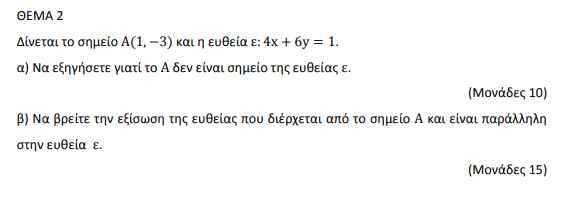 ΘΕΜΑ 2
Δίνεται το σημείο A(1, −3) και η ευθεία ε: 4x + 6y = 1.
α) Να εξηγήσετε γιατί το A δεν είναι σημείο της ευθείας ε.
(Μονάδες 10)
β) Να βρείτε την εξίσωση της ευθείας που διέρχεται από το σημείο A και είναι παράλληλη
στην ευθεία ε.
(Μονάδες 15)